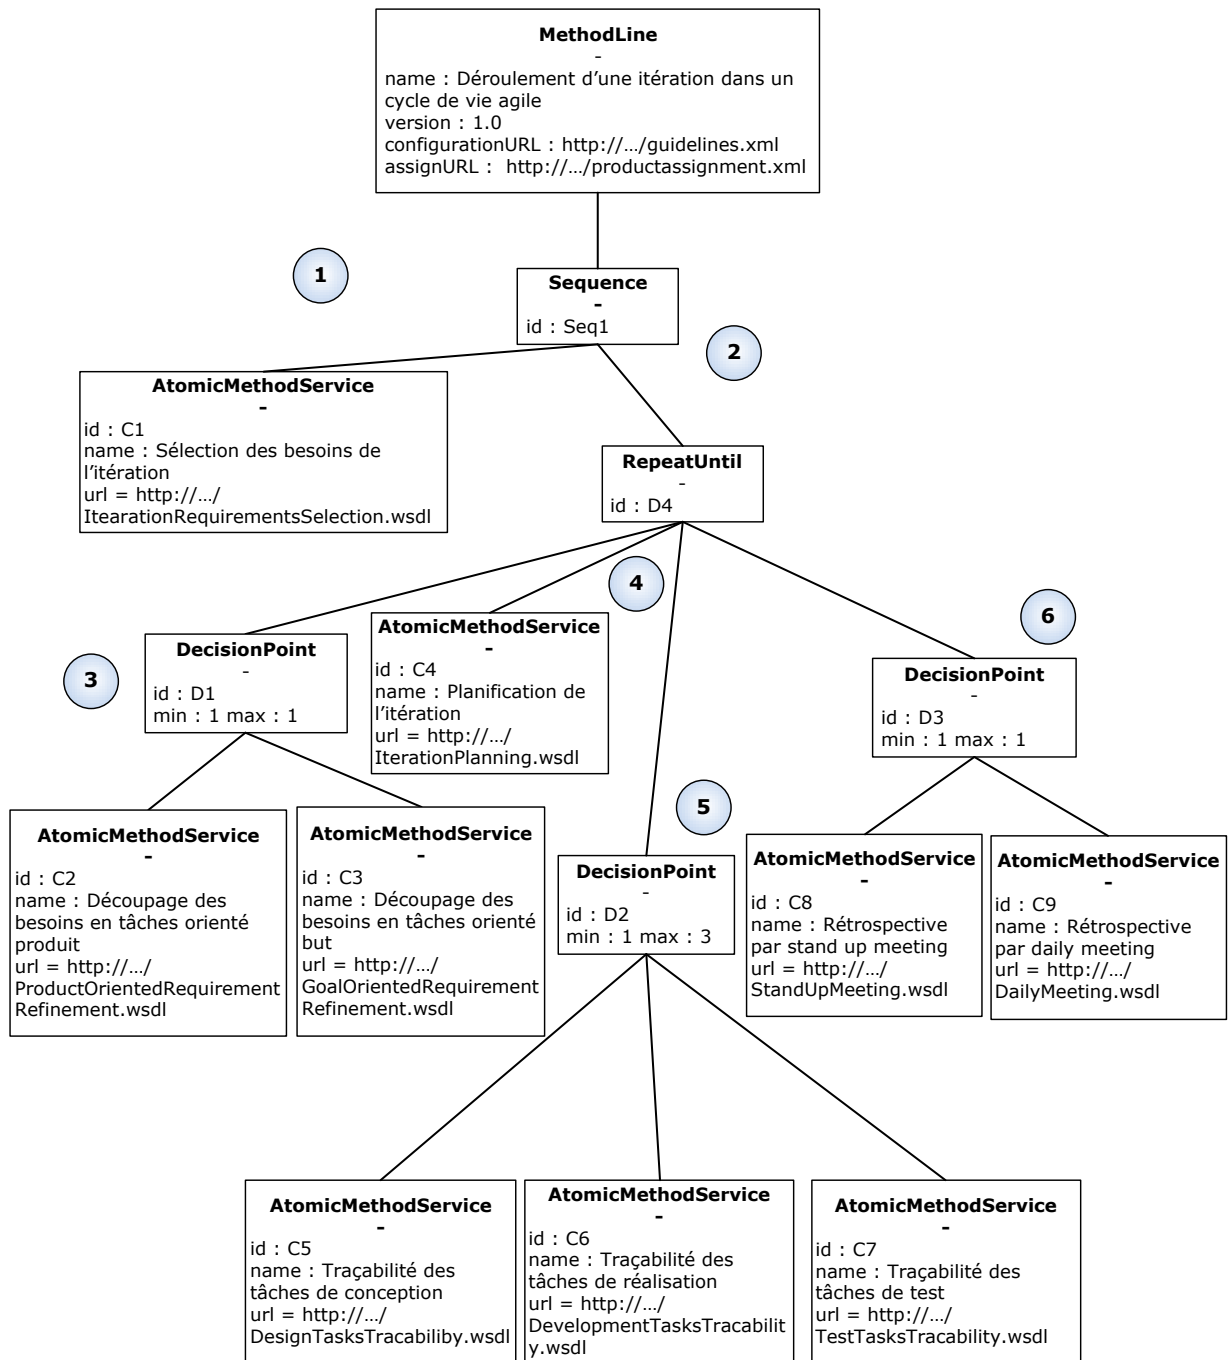 MethodLine
-
name : Déroulement d'une itération dans un
cycle de vie agile
version : 1.0
configurationURL : http://…/guidelines.xml
assignURL :  http://…/productassignment.xml
1
Sequence
-
id : Seq1
2
AtomicMethodService
-
id : C1
name : Sélection des besoins de
l'itération
url = http://…/
ItearationRequirementsSelection.wsdl
RepeatUntil
-
id : D4
3
DecisionPoint
-
id : D1
min : 1 max : 1
4
AtomicMethodService
-
id : C4
name : Planification de
l'itération
url = http://…/
IterationPlanning.wsdl
6
DecisionPoint
-
id : D3
min : 1 max : 1
AtomicMethodService
-
id : C2
name : Découpage des
besoins en tâches orienté
produit
url = http://…/
ProductOrientedRequirement
Refinement.wsdl
AtomicMethodService
-
id : C3
name : Découpage des
besoins en tâches orienté
but
url = http://…/
GoalOrientedRequirement
Refinement.wsdl
5
DecisionPoint
-
id : D2
min : 1 max : 3
AtomicMethodService
-
id : C8
name : Rétrospective
par stand up meeting
url = http://…/
StandUpMeeting.wsdl
AtomicMethodService
-
id : C9
name : Rétrospective
par daily meeting
url = http://…/
DailyMeeting.wsdl
AtomicMethodService
-
id : C5
name : Traçabilité des
tâches de conception
url = http://…/
DesignTasksTracabiliby.wsdl
AtomicMethodService
-
id : C6
name : Traçabilité des
tâches de réalisation
url = http://…/
DevelopmentTasksTracabilit
y.wsdl
AtomicMethodService
-
id : C7
name : Traçabilité des
tâches de test
url = http://…/
TestTasksTracability.wsdl